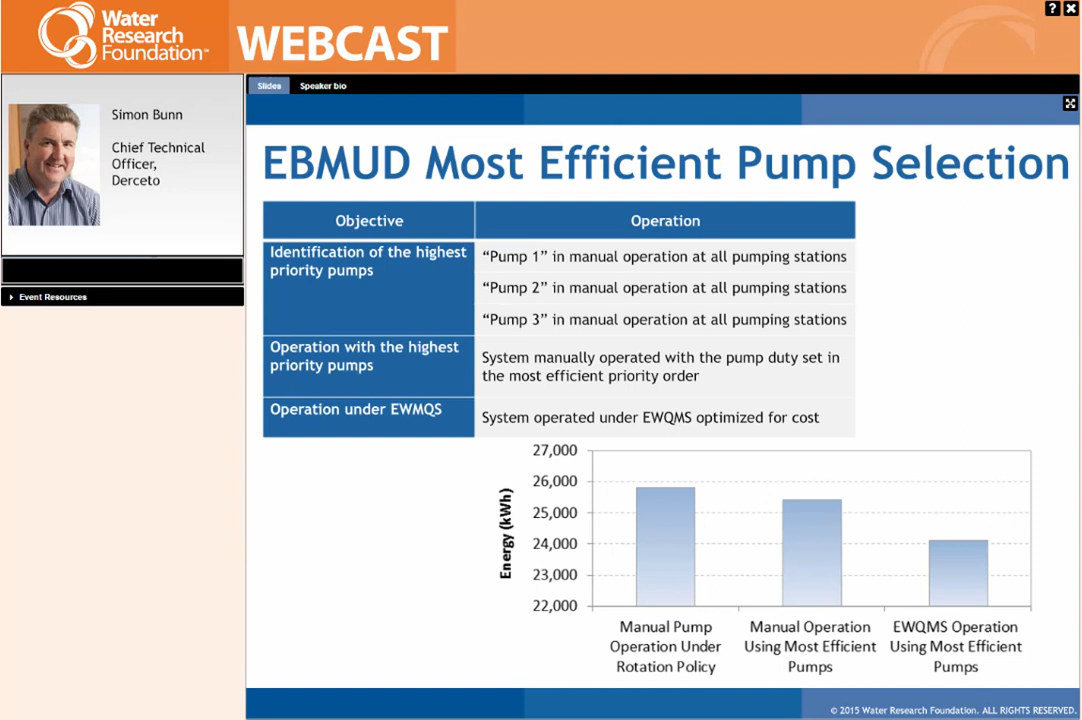 Water
Research
Foundation™
WEBCAST
? X
Simon Bunn
Chief Technical
Officer,
Derceto
Event Resources
Slides Speaker bio
EBMUD Most Efficient Pump Selection
Objective Operation
Identification of the highest
priority pumps
“Pump 1” in manual operation at all pumping stations
“Pump 2” in manual operation at all pumping stations
“Pump 3” in manual operation at all pumping stations
Operation with the highest
priority pumps
System manually operated with the pump duty set in
the most efficient priority order
Operation under EWMQS
System operated under EWQMS optimized for cost
Energy (kWh)
27,000
26,000
25,000
24,000
23,000
22,000
Manual Pump
Operation Under
Rotation Policy
Manual Operation
Using Most Efficient
Pumps
EWQMS Operation
Using Most Efficient
Pumps
© 2015 Water Research Foundation. ALL RIGHTS RESERVED.